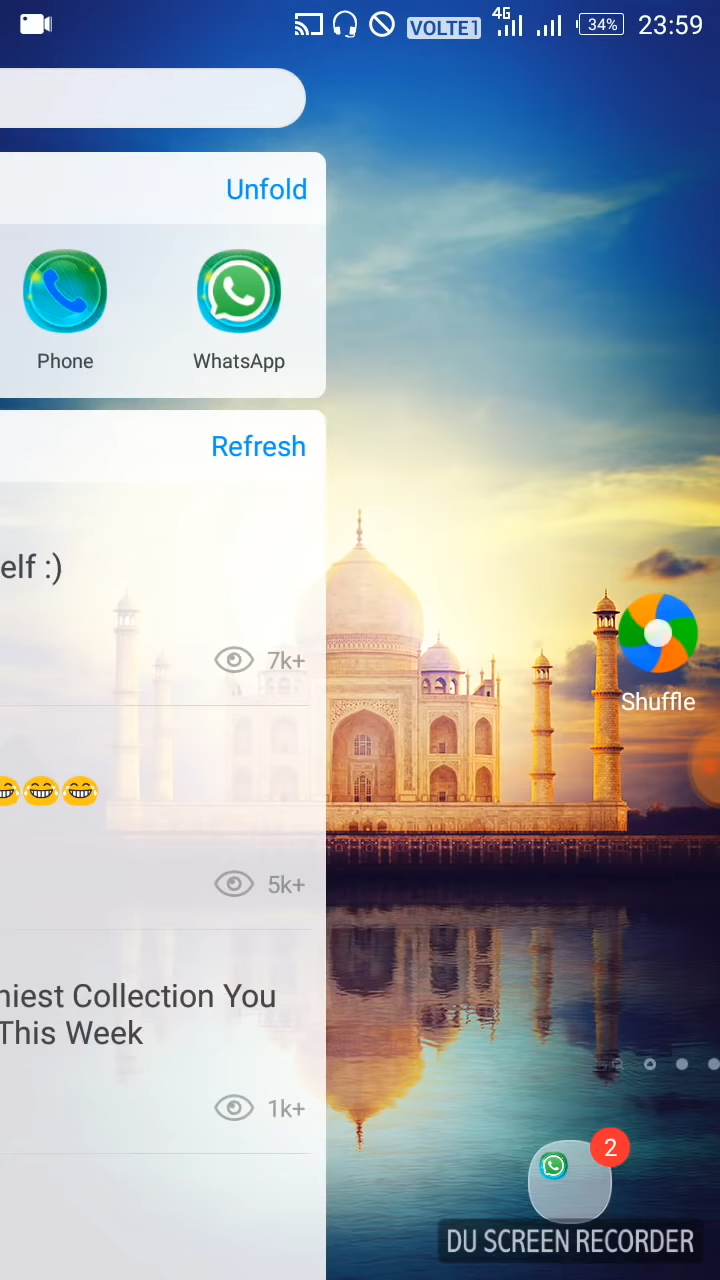 VOLTE1 4G 34% 23:59
Unfold
Phone WhatsApp
Refresh
elf :)
7k+
Shuffle
😂😂😂
5k+
niest Collection You
This Week
1k+
2
DU SCREEN RECORDER